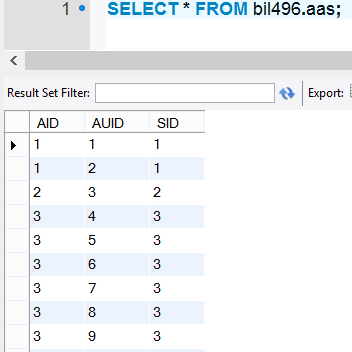 1 SELECT * FROM bil496.aas;
Result Set Filter: Export:
AID AUID SID
1 1 1
1 2 1
2 3 2
3 4 3
3 5 3
3 6 3
3 7 3
3 8 3
3 9 3